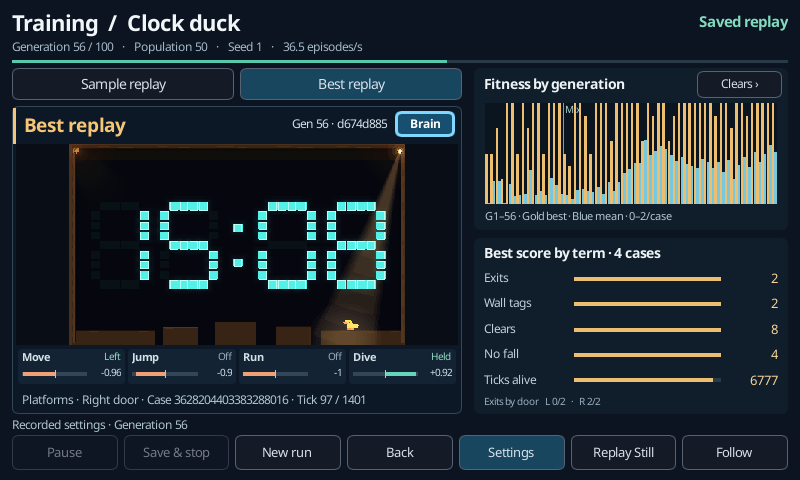 Training / Clock duck
Saved replay
Generation 56 / 100 · Population 50 · Seed 1 · 36.5 episodes/s
Sample replay
Best replay
Best replay
Gen 56 · d674d885
Brain
15:08
Move
Left
-0.96
Jump
Off
-0.9
Run
Off
-1
Dive
Held
+0.92
Platforms · Right door · Case 3628204403383288016 · Tick 97 / 1401
Fitness by generation
Clears ›
G1–56 · Gold best · Blue mean · 0–2/case
Best score by term · 4 cases
Exits 2
Wall tags 2
Clears 8
No fall 4
Ticks alive 6777
Exits by door L 0/2 · R 2/2
Recorded settings · Generation 56
Pause
Save & stop
New run
Back
Settings
Replay Still
Follow